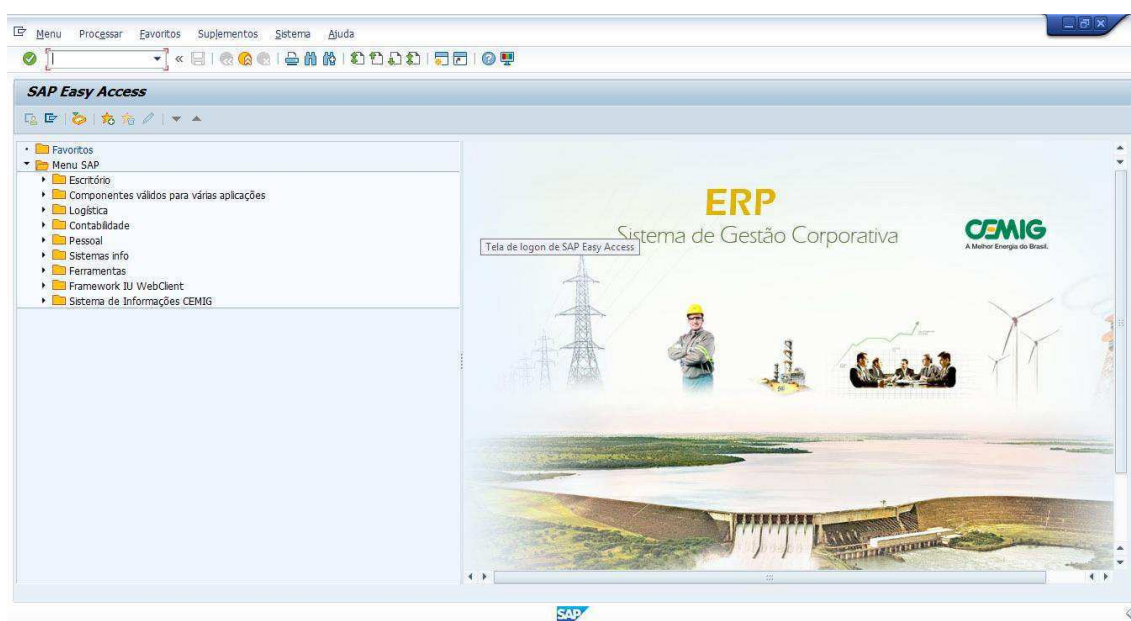 Menu Processar Favoritos Suplementos Sistema Ajuda
SAP Easy Access
Favoritos
Menu SAP
Escritório
Componentes válidos para várias aplicações
Logística
Contabilidade
Pessoal
Sistemas info
Ferramentas
Framework IU WebClient
Sistema de Informações CEMIG
ERP
Sistema de Gestão Corporativa
CEMIG
A Melhor Energia do Brasil.
Tela de logon de SAP Easy Access
SAP